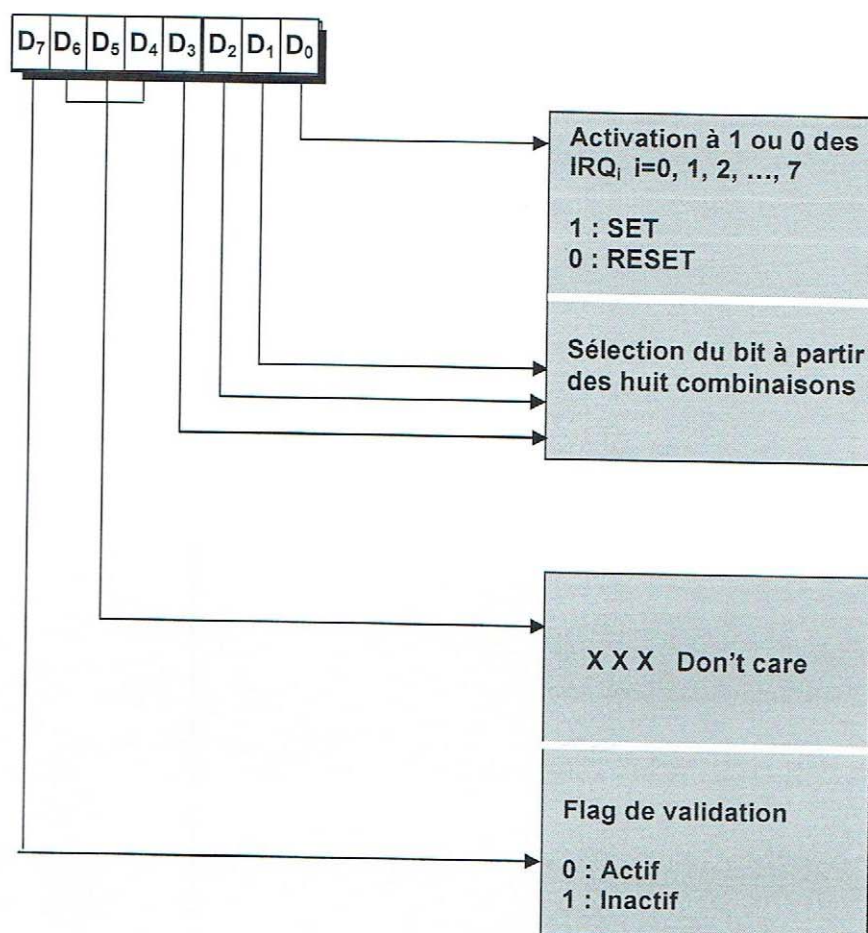 D₇ D₆ D₅ D₄ D₃ D₂ D₁ D₀
Activation à 1 ou 0 des
IRQᵢ i=0, 1, 2, ..., 7
1 : SET
0 : RESET
Sélection du bit à partir
des huit combinaisons
X X X Don't care
Flag de validation
0 : Actif
1 : Inactif